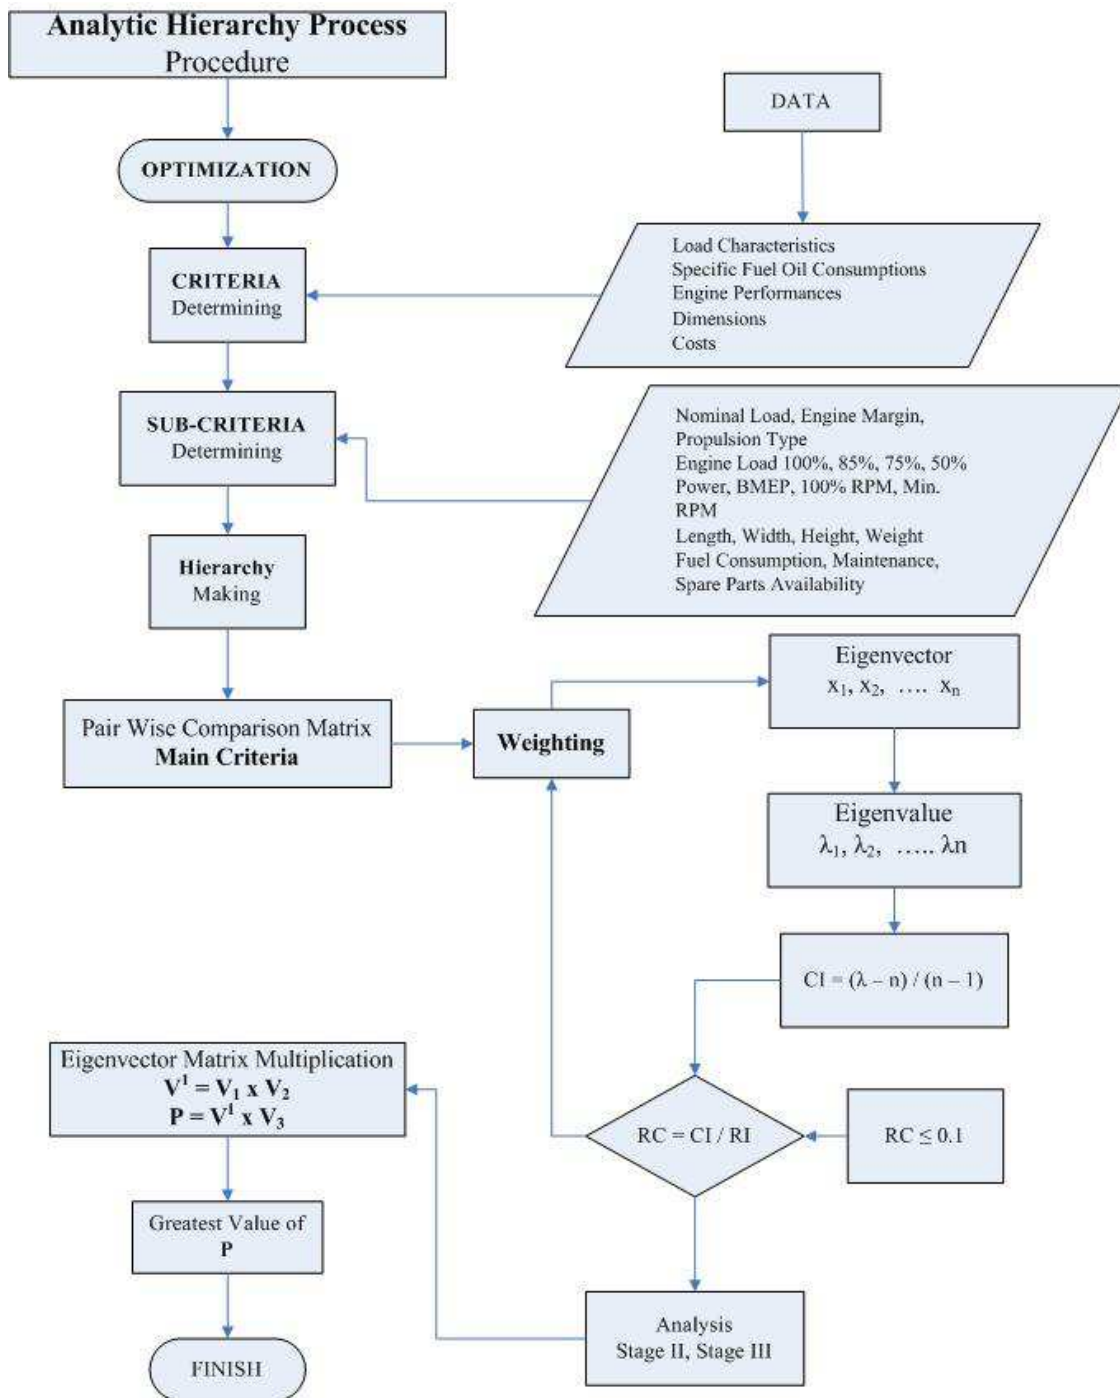 Analytic Hierarchy Process
Procedure
DATA
OPTIMIZATION
Load Characteristics
Specific Fuel Oil Consumptions
Engine Performances
Dimensions
Costs
CRITERIA
Determining
SUB-CRITERIA
Determining
Nominal Load, Engine Margin,
Propulsion Type
Engine Load 100%, 85%, 75%, 50%
Power, BMEP, 100% RPM, Min.
RPM
Length, Width, Height, Weight
Fuel Consumption, Maintenance,
Spare Parts Availability
Hierarchy
Making
Pair Wise Comparison Matrix
Main Criteria
Weighting
Eigenvector
x₁, x₂, …. xₙ
Eigenvalue
λ₁, λ₂, ….. λn
CI = (λ – n) / (n – 1)
RC = CI / RI
RC ≤ 0.1
Analysis
Stage II, Stage III
Eigenvector Matrix Multiplication
V¹ = V₁ x V₂
P = V¹ x V₃
Greatest Value of
P
FINISH